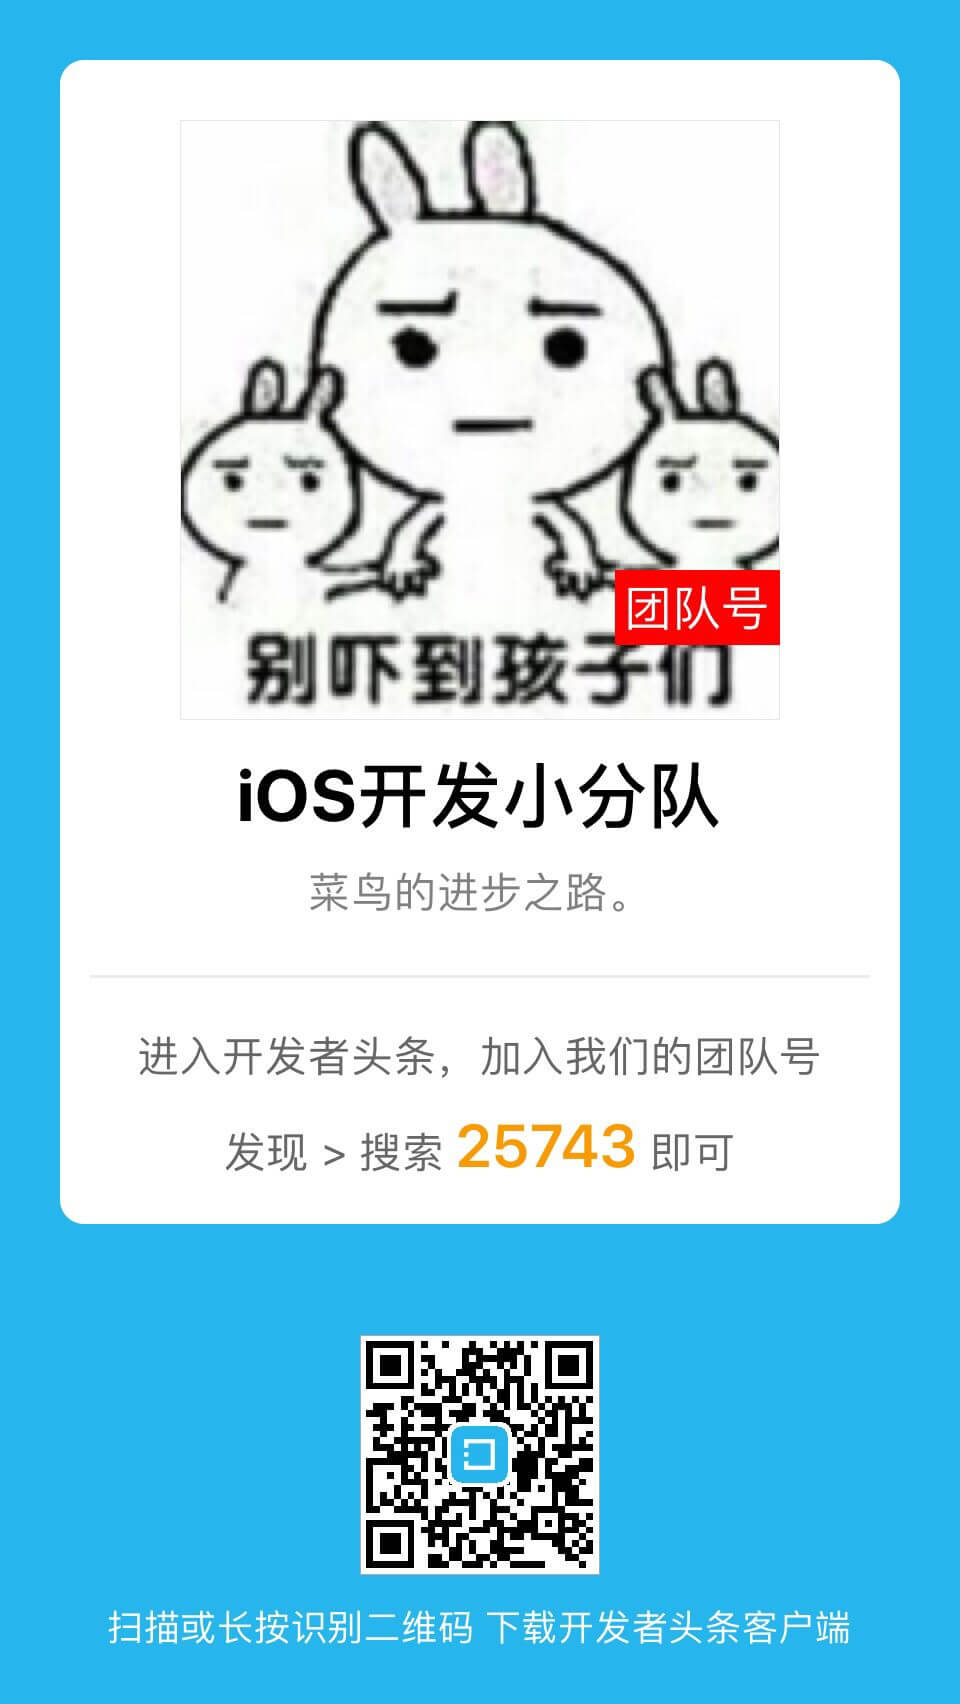 团队号
别吓到孩子们
iOS开发小分队
菜鸟的进步之路。
进入开发者头条，加入我们的团队号
发现 > 搜索 25743 即可
扫描或长按识别二维码 下载开发者头条客户端